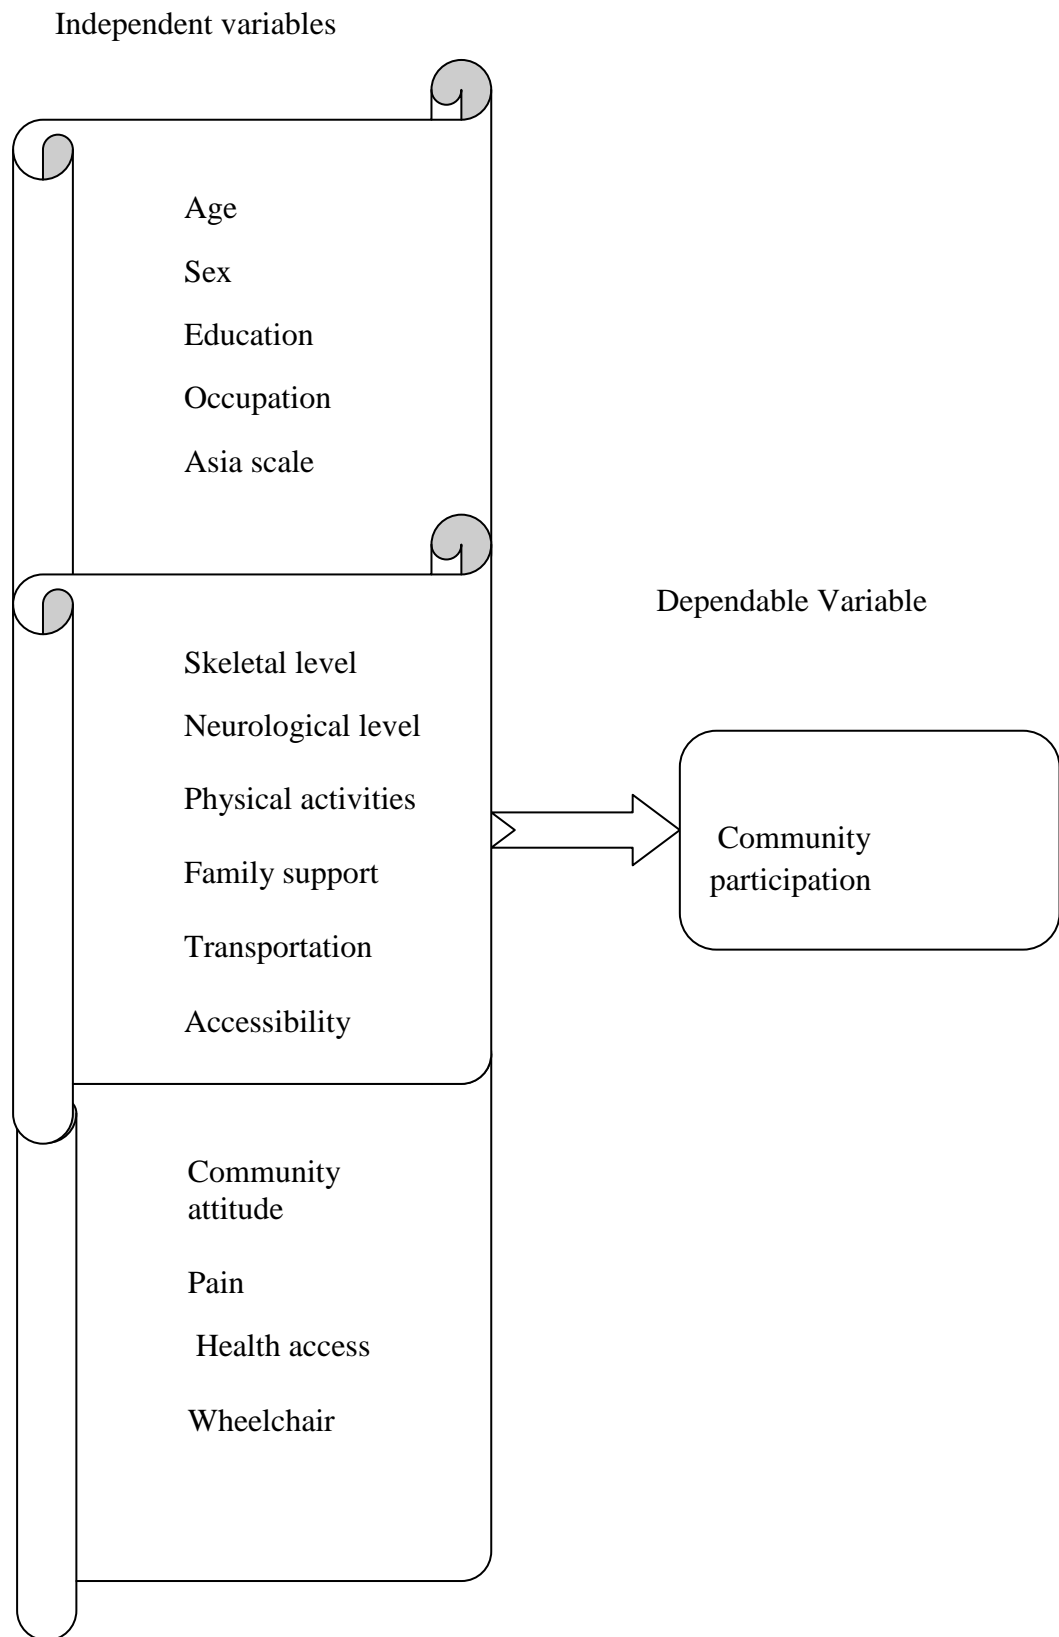 Independent variables
Age
Sex
Education
Occupation
Asia scale
Skeletal level
Neurological level
Physical activities
Family support
Transportation
Accessibility
Community
attitude
Pain
Health access
Wheelchair
Dependable Variable
Community
participation